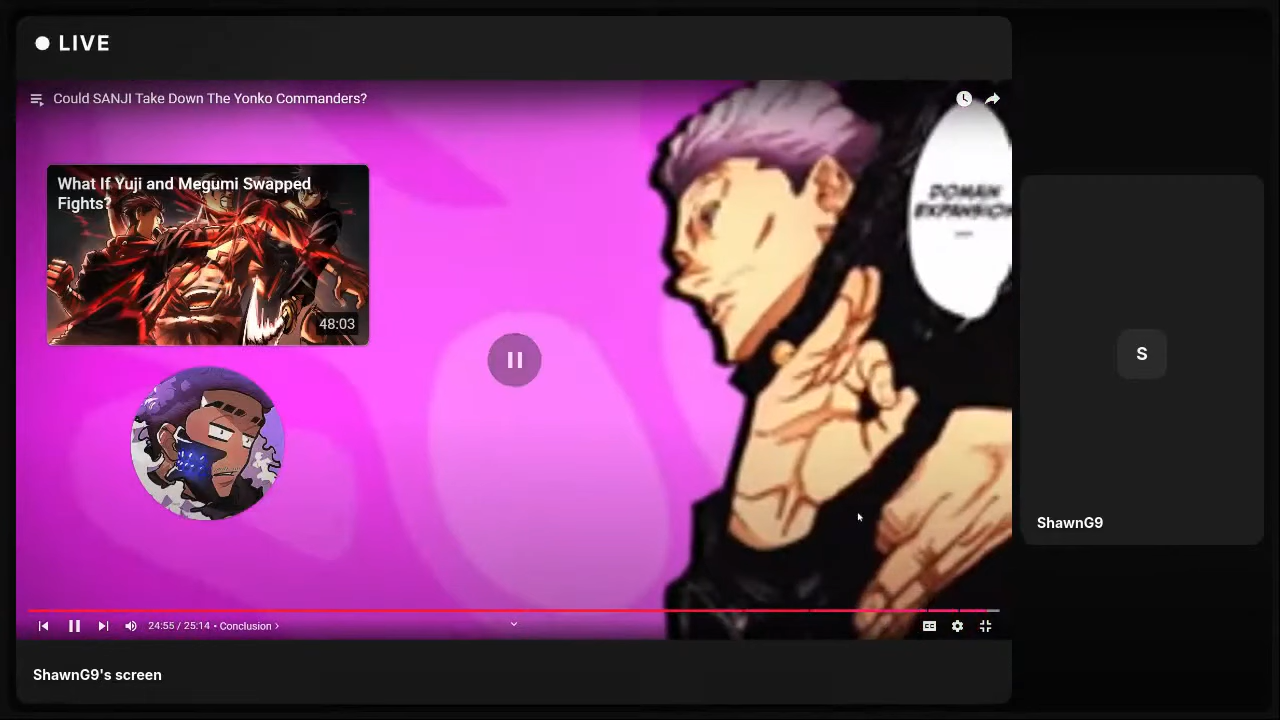 LIVE
Could SANJI Take Down The Yonko Commanders?
What If Yuji and Megumi Swapped
Fights?
48:03
DOMAIN
EXPANSION
—
S
ShawnG9
24:55 / 25:14 • Conclusion ›
CC
ShawnG9's screen